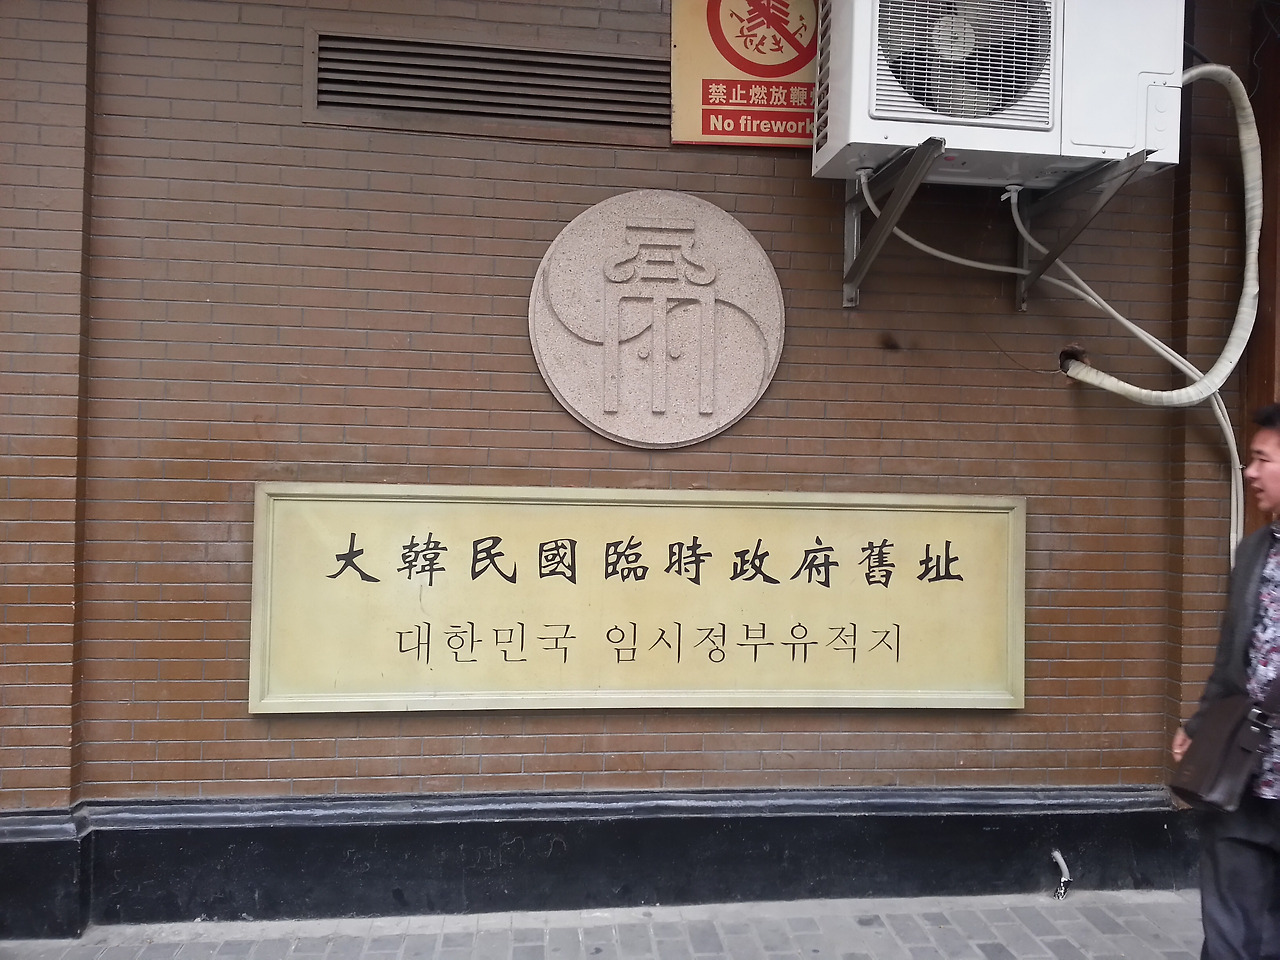 禁止燃放鞭
No firework
大韓民國臨時政府舊址
대한민국 임시정부유적지